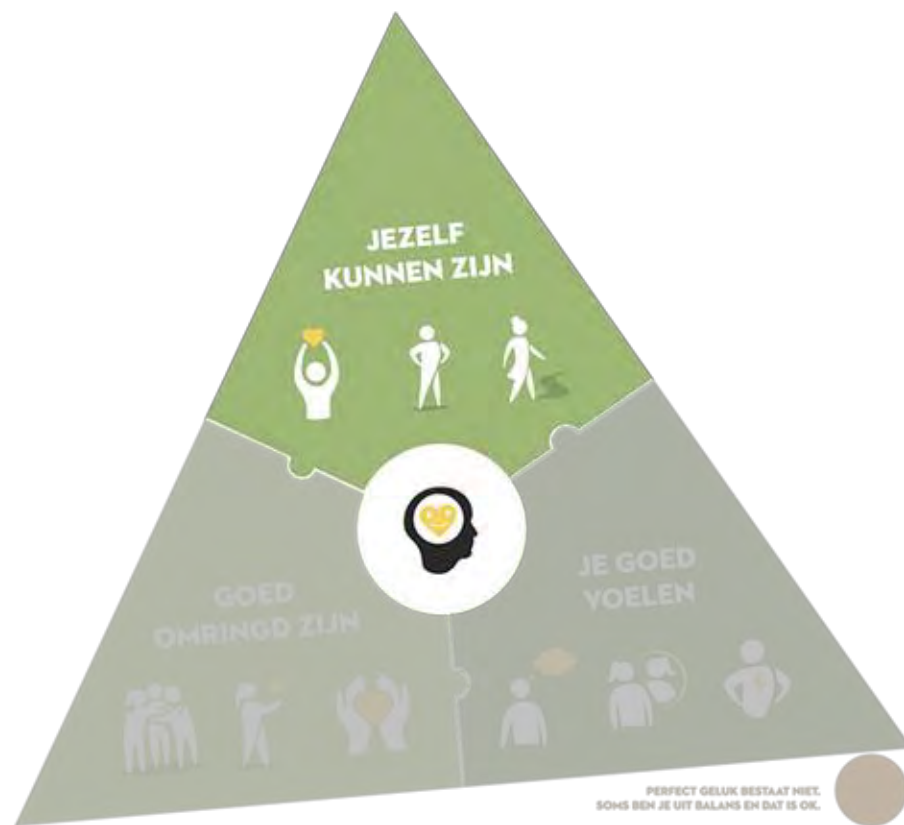 JEZELF
KUNNEN ZIJN
GOED
OMRINGD ZIJN
JE GOED
VOELEN
PERFECT GELUK BESTAAT NIET.
SOMS BEN JE UIT BALANS EN DAT IS OK.